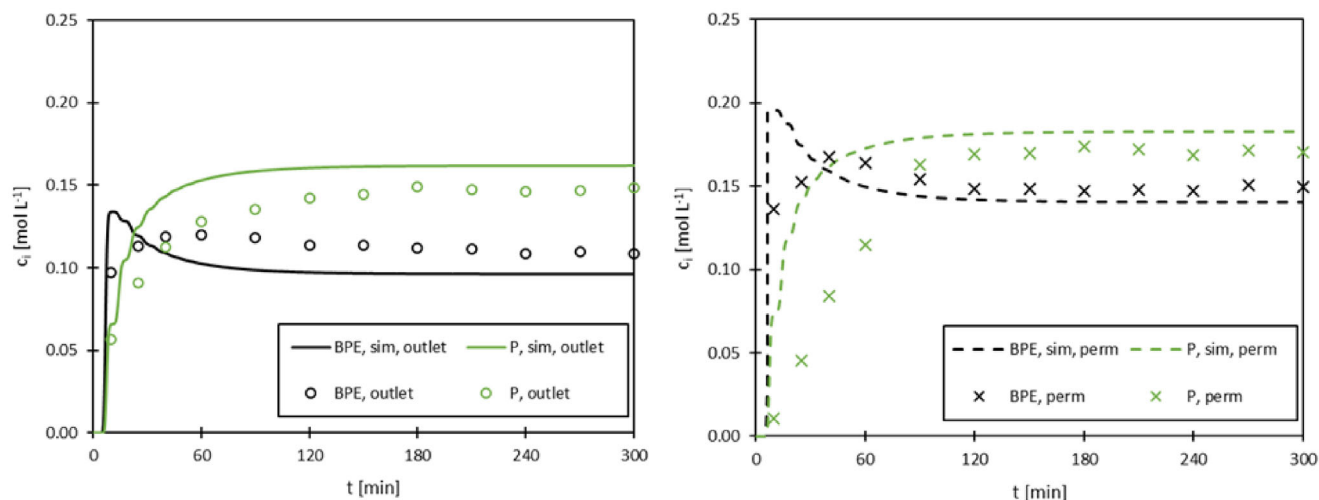 0.25
0.20
0.15
0.10
0.05
0.00
c_i [mol L⁻¹]
0 60 120 180 240 300
t [min]
BPE, sim, outlet P, sim, outlet
BPE, outlet P, outlet
0.25
0.20
0.15
0.10
0.05
0.00
c_i [mol L⁻¹]
0 60 120 180 240 300
t [min]
BPE, sim, perm P, sim, perm
BPE, perm P, perm